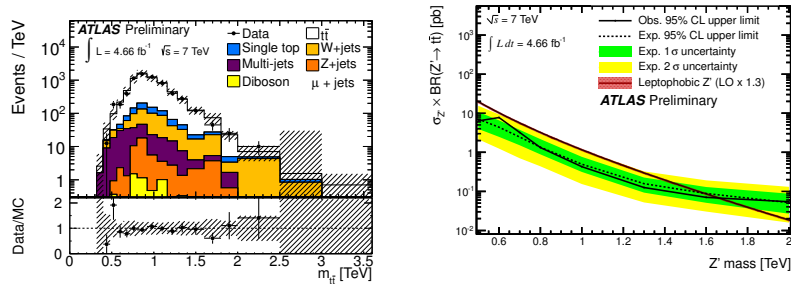 ATLAS Preliminary
∫ L = 4.66 fb⁻¹ √s = 7 TeV
Data
tt̄
Single top
W+jets
Multi-jets
Z+jets
Diboson
μ + jets
Events / TeV
10⁴
10³
10²
10
1
Data/MC
2
1
0
0 0.5 1 1.5 2 2.5 3 3.5
m_tt̄ [TeV]
√s = 7 TeV
∫ L dt = 4.66 fb⁻¹
Obs. 95% CL upper limit
Exp. 95% CL upper limit
Exp. 1 σ uncertainty
Exp. 2 σ uncertainty
Leptophobic Z' (LO x 1.3)
ATLAS Preliminary
σ_Z' × BR(Z'→ tt̄) [pb]
10³
10²
10
1
10⁻¹
10⁻²
0.6 0.8 1 1.2 1.4 1.6 1.8 2
Z' mass [TeV]